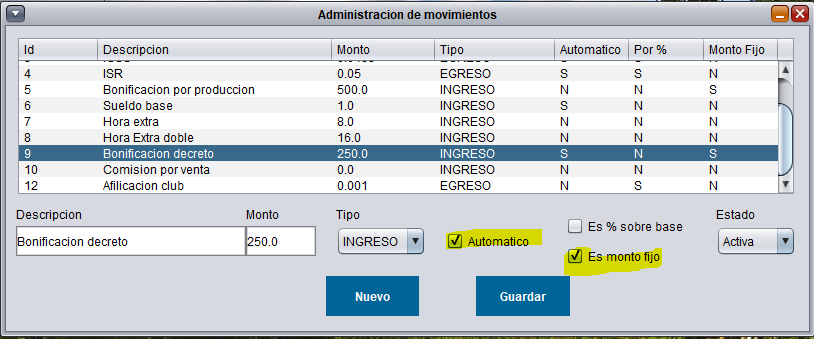 Administracion de movimientos
Id Descripcion Monto Tipo Automatico Por % Monto Fijo
4 ISR 0.05 EGRESO S S N
5 Bonificacion por produccion 500.0 INGRESO N N S
6 Sueldo base 1.0 INGRESO S N N
7 Hora extra 8.0 INGRESO N N N
8 Hora Extra doble 16.0 INGRESO N N N
9 Bonificacion decreto 250.0 INGRESO S N S
10 Comision por venta 0.0 INGRESO N N N
12 Afilicacion club 0.001 EGRESO N S N
Descripcion Monto Tipo Estado
Bonificacion decreto 250.0 INGRESO Automatico Es % sobre base Activa
Es monto fijo
Nuevo Guardar